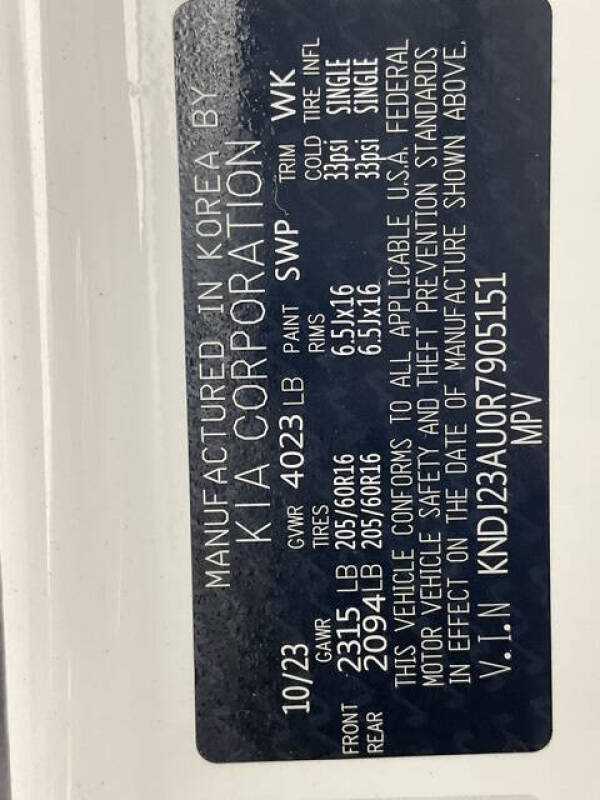 MANUFACTURED IN KOREA BY
KIA CORPORATION
10/23 GVWR 4023 LB PAINT SWP TRIM WK
GAWR TIRES RIMS COLD TIRE INFL
FRONT 2315 LB 205/60R16 6.5Jx16 33psi SINGLE
REAR 2094 LB 205/60R16 6.5Jx16 33psi SINGLE
THIS VEHICLE CONFORMS TO ALL APPLICABLE U.S.A. FEDERAL
MOTOR VEHICLE SAFETY AND THEFT PREVENTION STANDARDS
IN EFFECT ON THE DATE OF MANUFACTURE SHOWN ABOVE.
V.I.N KNDJ23AU0R7905151
MPV